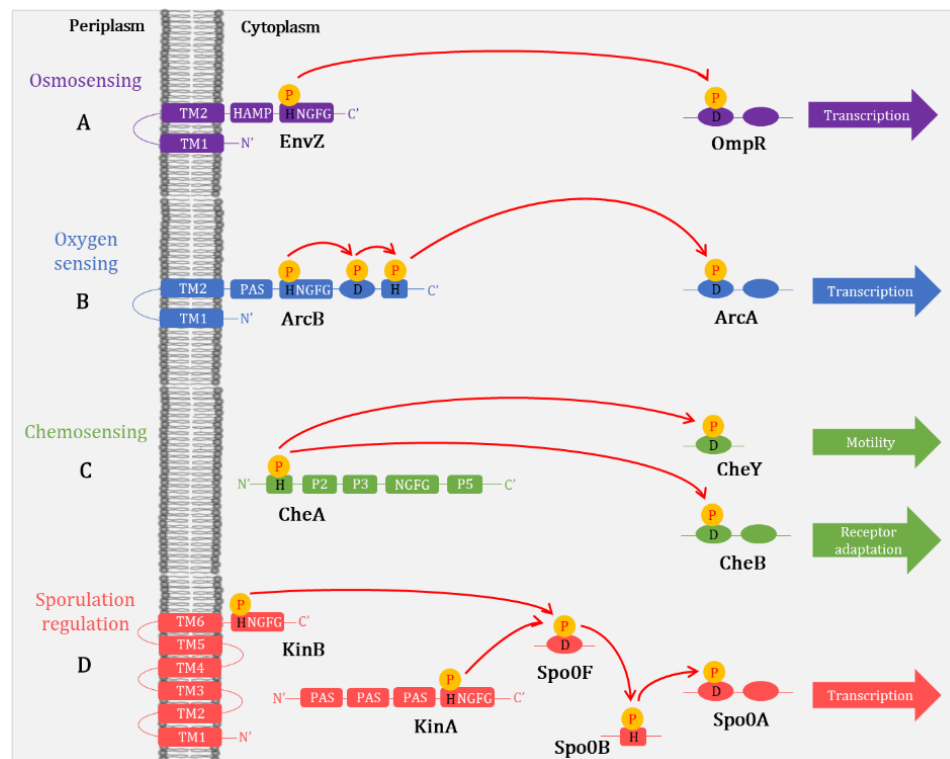 Periplasm Cytoplasm
Osmosensing
A
P
TM2 HAMP H NGFG C'
TM1 N'
EnvZ
P
D
OmpR
Transcription
Oxygen
sensing
B
P P P
TM2 PAS H NGFG D H C'
TM1 N'
ArcB
P
D
ArcA
Transcription
Chemosensing
C
P
N' H P2 P3 NGFG P5 C'
CheA
P
D
CheY
Motility
P
D
CheB
Receptor
adaptation
Sporulation
regulation
D
P
TM6 H NGFG C'
KinB
TM5
TM4
TM3
TM2
TM1 N'
P
N' PAS PAS PAS H NGFG C'
KinA
P
D
Spo0F
P
H
Spo0B
P
D
Spo0A
Transcription